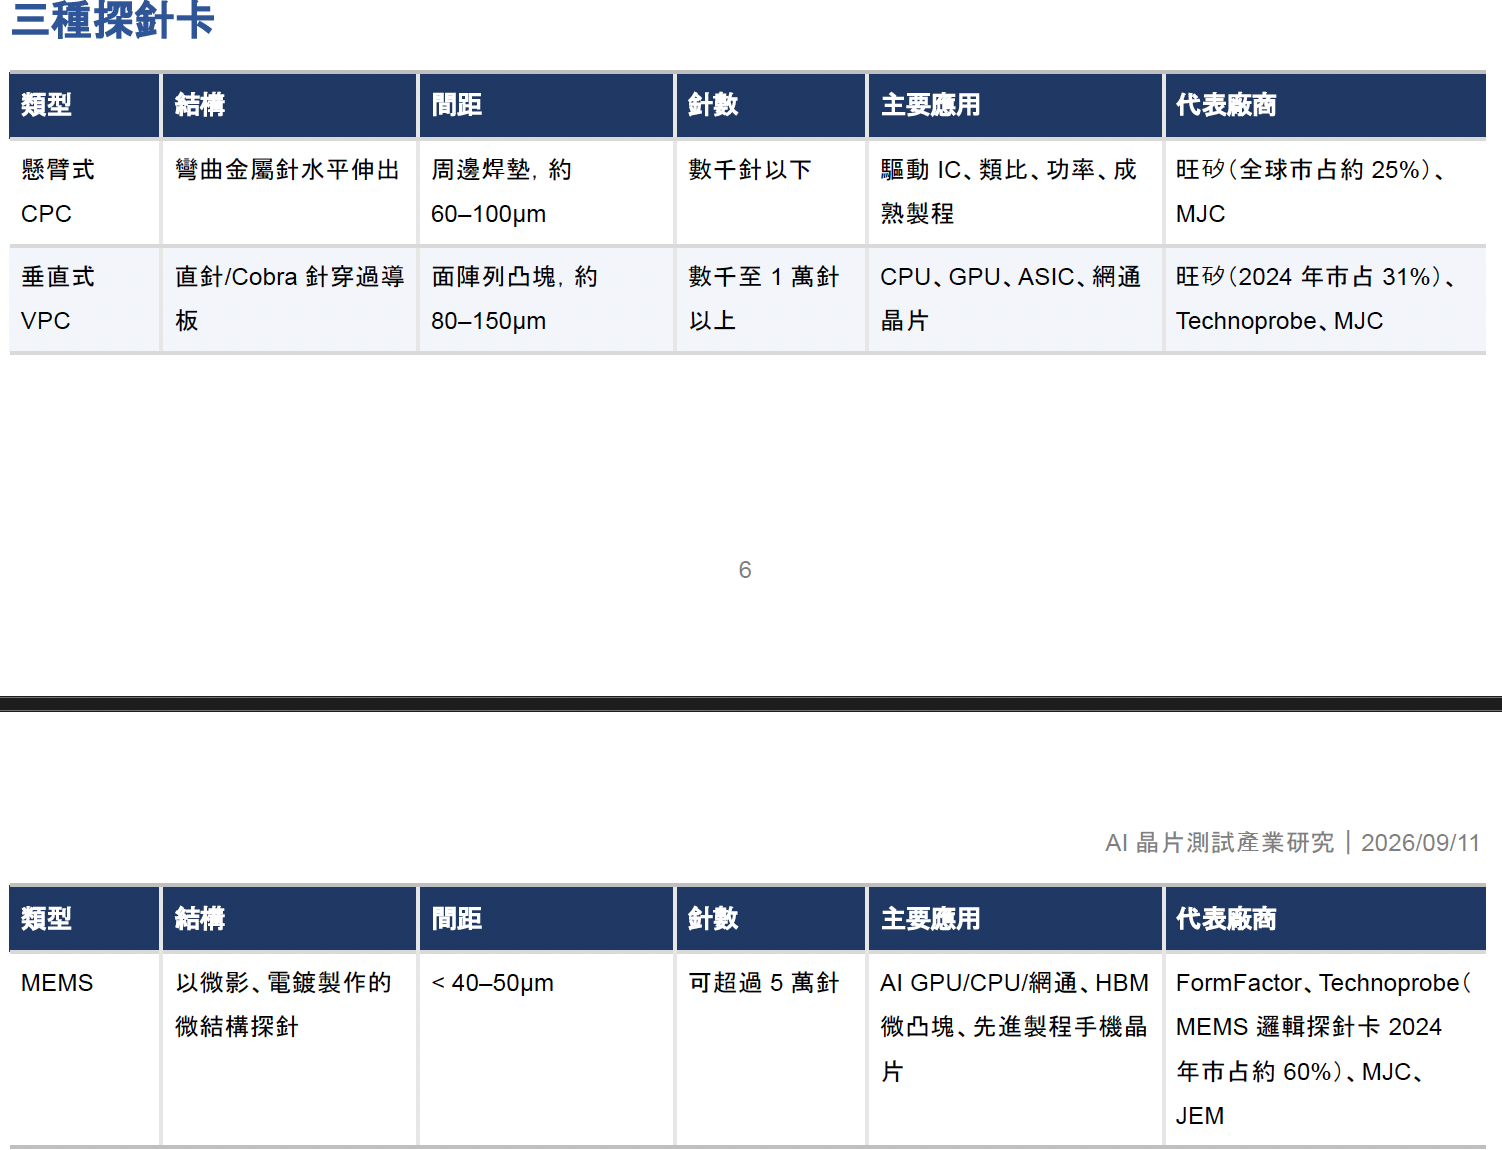 三種探針卡
類型 結構 間距 針數 主要應用 代表廠商
懸臂式 彎曲金屬針水平伸出 周邊焊墊，約 數千針以下 驅動 IC、類比、功率、成 旺矽（全球市占約 25%）、
CPC 60–100μm 熟製程 MJC
垂直式 直針/Cobra 針穿過導 面陣列凸塊，約 數千至 1 萬針 CPU、GPU、ASIC、網通 旺矽（2024 年市占 31%）、
VPC 板 80–150μm 以上 晶片 Technoprobe、MJC
6
AI 晶片測試產業研究｜2026/09/11
類型 結構 間距 針數 主要應用 代表廠商
MEMS 以微影、電鍍製作的 < 40–50μm 可超過 5 萬針 AI GPU/CPU/網通、HBM FormFactor、Technoprobe（
微結構探針 微凸塊、先進製程手機晶 MEMS 邏輯探針卡 2024
片 年市占約 60%）、MJC、
JEM